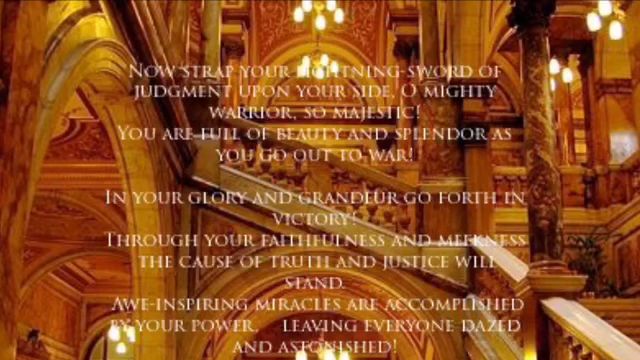 Now strap your lightning-sword of
judgment upon your side, O mighty
warrior, so majestic!
You are full of beauty and splendor as
you go out to war!
In your glory and grandeur go forth in
victory!
Through your faithfulness and meekness
the cause of truth and justice will
stand.
Awe-inspiring miracles are accomplished
by your power, leaving everyone dazed
and astonished!